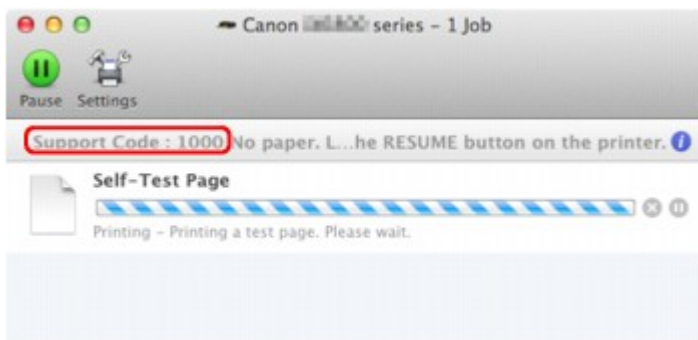 Canon series – 1 Job
Pause Settings
Support Code : 1000 No paper. L...he RESUME button on the printer.
Self-Test Page
Printing – Printing a test page. Please wait.